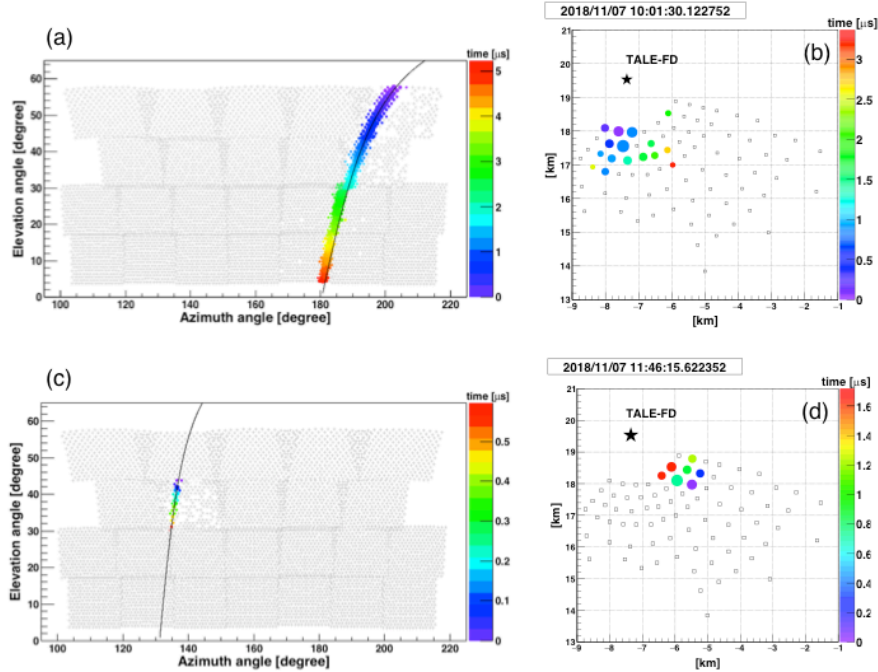 2018/11/07 10:01:30.122752
(a)
time [μs]
Elevation angle [degree]
60
50
40
30
20
10
0
100 120 140 160 180 200 220
Azimuth angle [degree]
5
4
3
2
1
0
time [μs]
(b)
TALE-FD
[km]
21
20
19
18
17
16
15
14
13
-9 -8 -7 -6 -5 -4 -3 -2 -1
[km]
3
2.5
2
1.5
1
0.5
0
(c)
time [μs]
Elevation angle [degree]
60
50
40
30
20
10
0
100 120 140 160 180 200 220
Azimuth angle [degree]
0.5
0.4
0.3
0.2
0.1
0
2018/11/07 11:46:15.622352
time [μs]
(d)
TALE-FD
[km]
21
20
19
18
17
16
15
14
13
-9 -8 -7 -6 -5 -4 -3 -2 -1
[km]
1.6
1.4
1.2
1
0.8
0.6
0.4
0.2
0